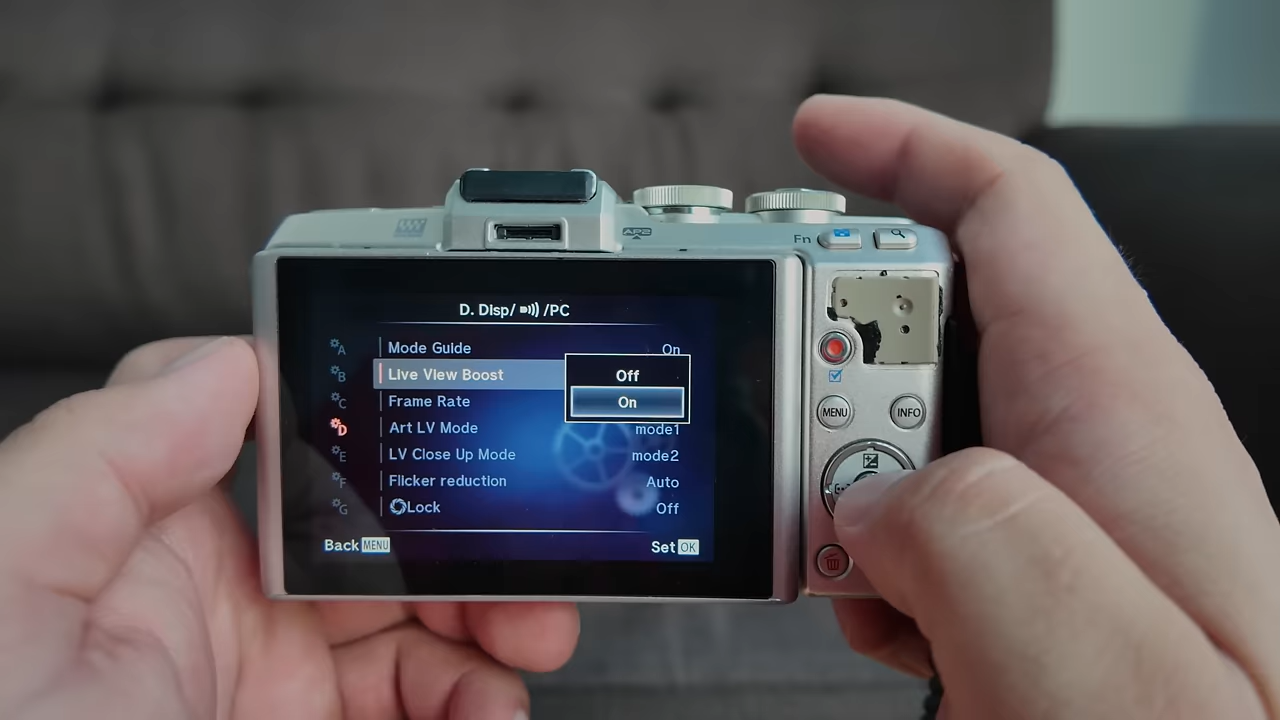 AP2
Fn
D. Disp/ /PC
A
Mode Guide On
B
Live View Boost
Off
On
C
Frame Rate
D
Art LV Mode mode1
E
LV Close Up Mode mode2
F
Flicker reduction Auto
G
Lock Off
Back MENU
Set OK
MENU
INFO